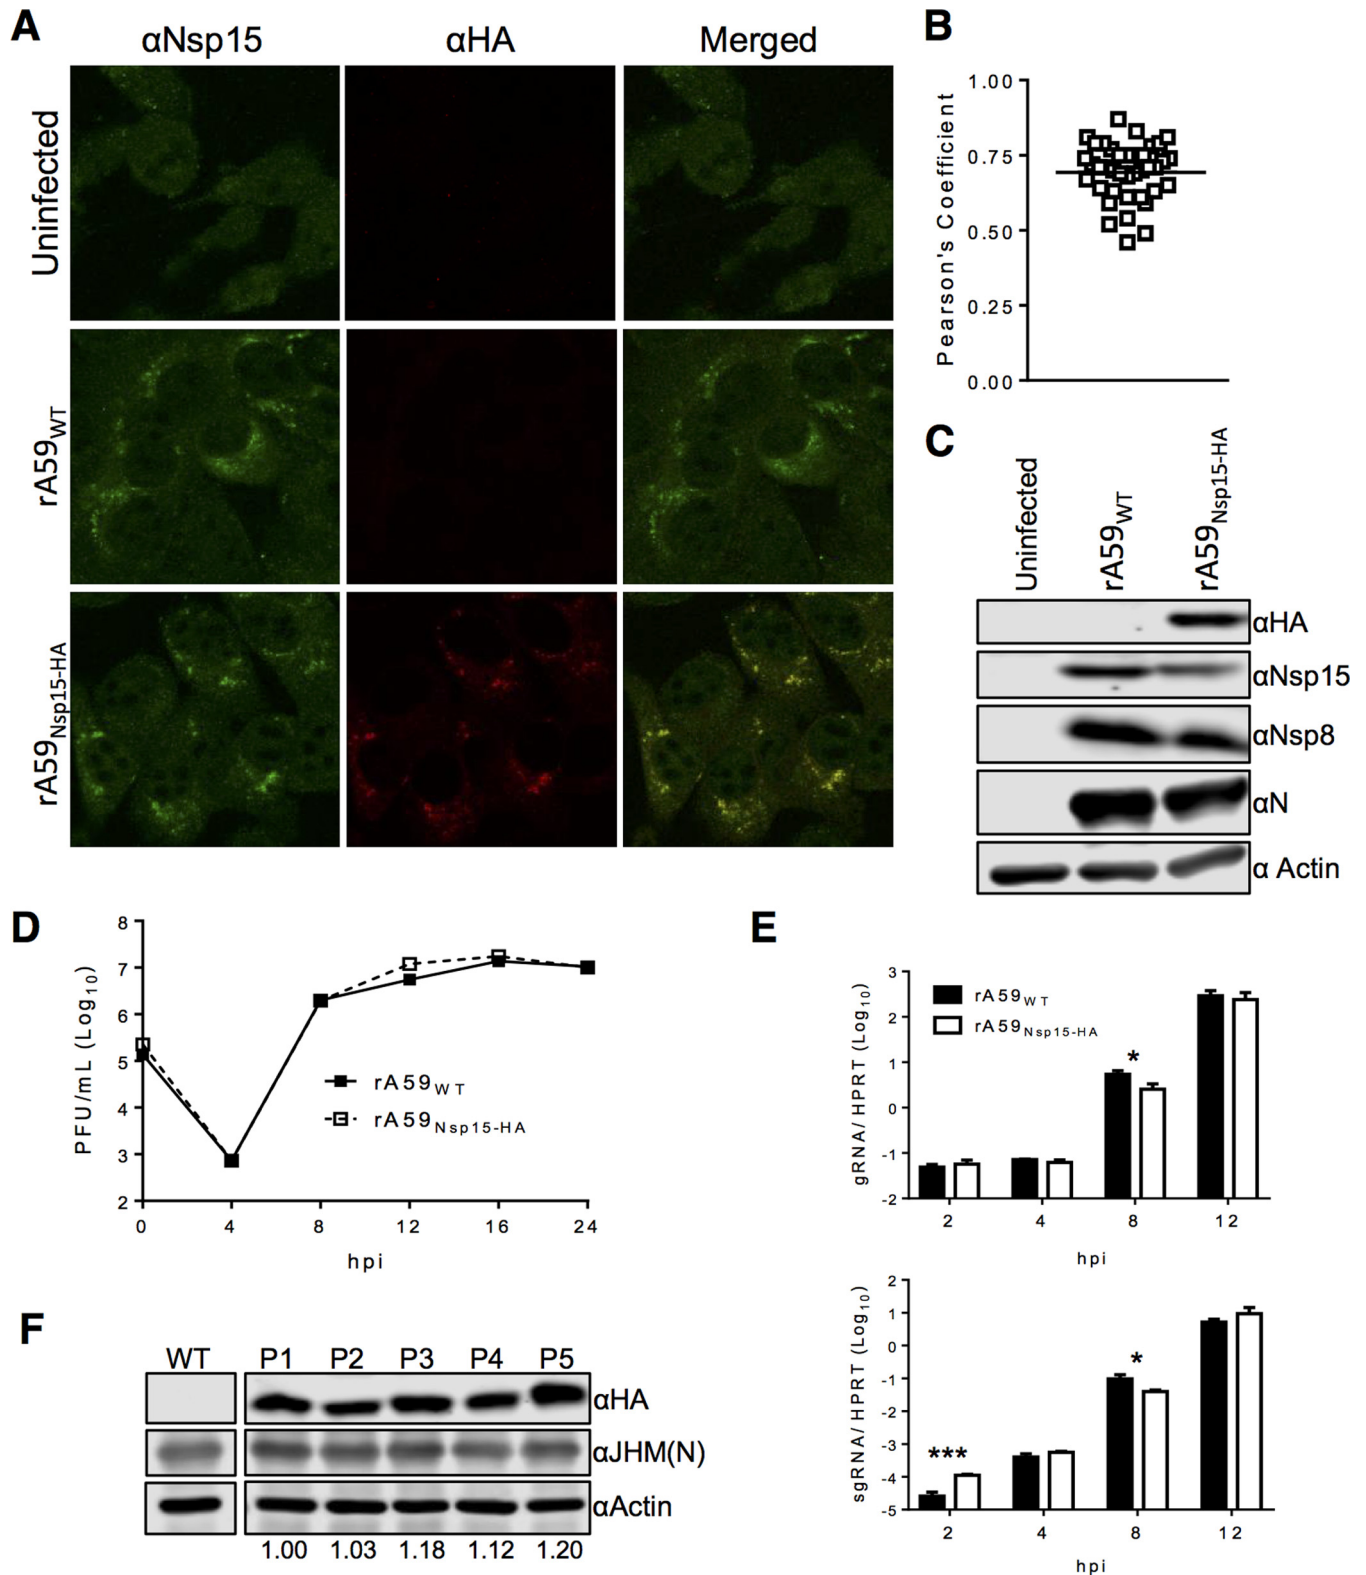 A
αNsp15 αHA Merged
Uninfected
rA59WT
rA59Nsp15-HA
B
Pearson's Coefficient
1.00
0.75
0.50
0.25
0.00
C
Uninfected
rA59WT
rA59Nsp15-HA
αHA
αNsp15
αNsp8
αN
α Actin
D
PFU/mL (Log10)
8
7
6
5
4
3
2
rA59WT
rA59Nsp15-HA
0 4 8 12 16 24
hpi
E
gRNA/HPRT (Log10)
3
2
1
0
-1
-2
rA59WT
rA59Nsp15-HA
*
2 4 8 12
hpi
sgRNA/HPRT (Log10)
2
1
0
-1
-2
-3
-4
-5
***
*
2 4 8 12
hpi
F
WT P1 P2 P3 P4 P5
αHA
αJHM(N)
αActin
1.00 1.03 1.18 1.12 1.20